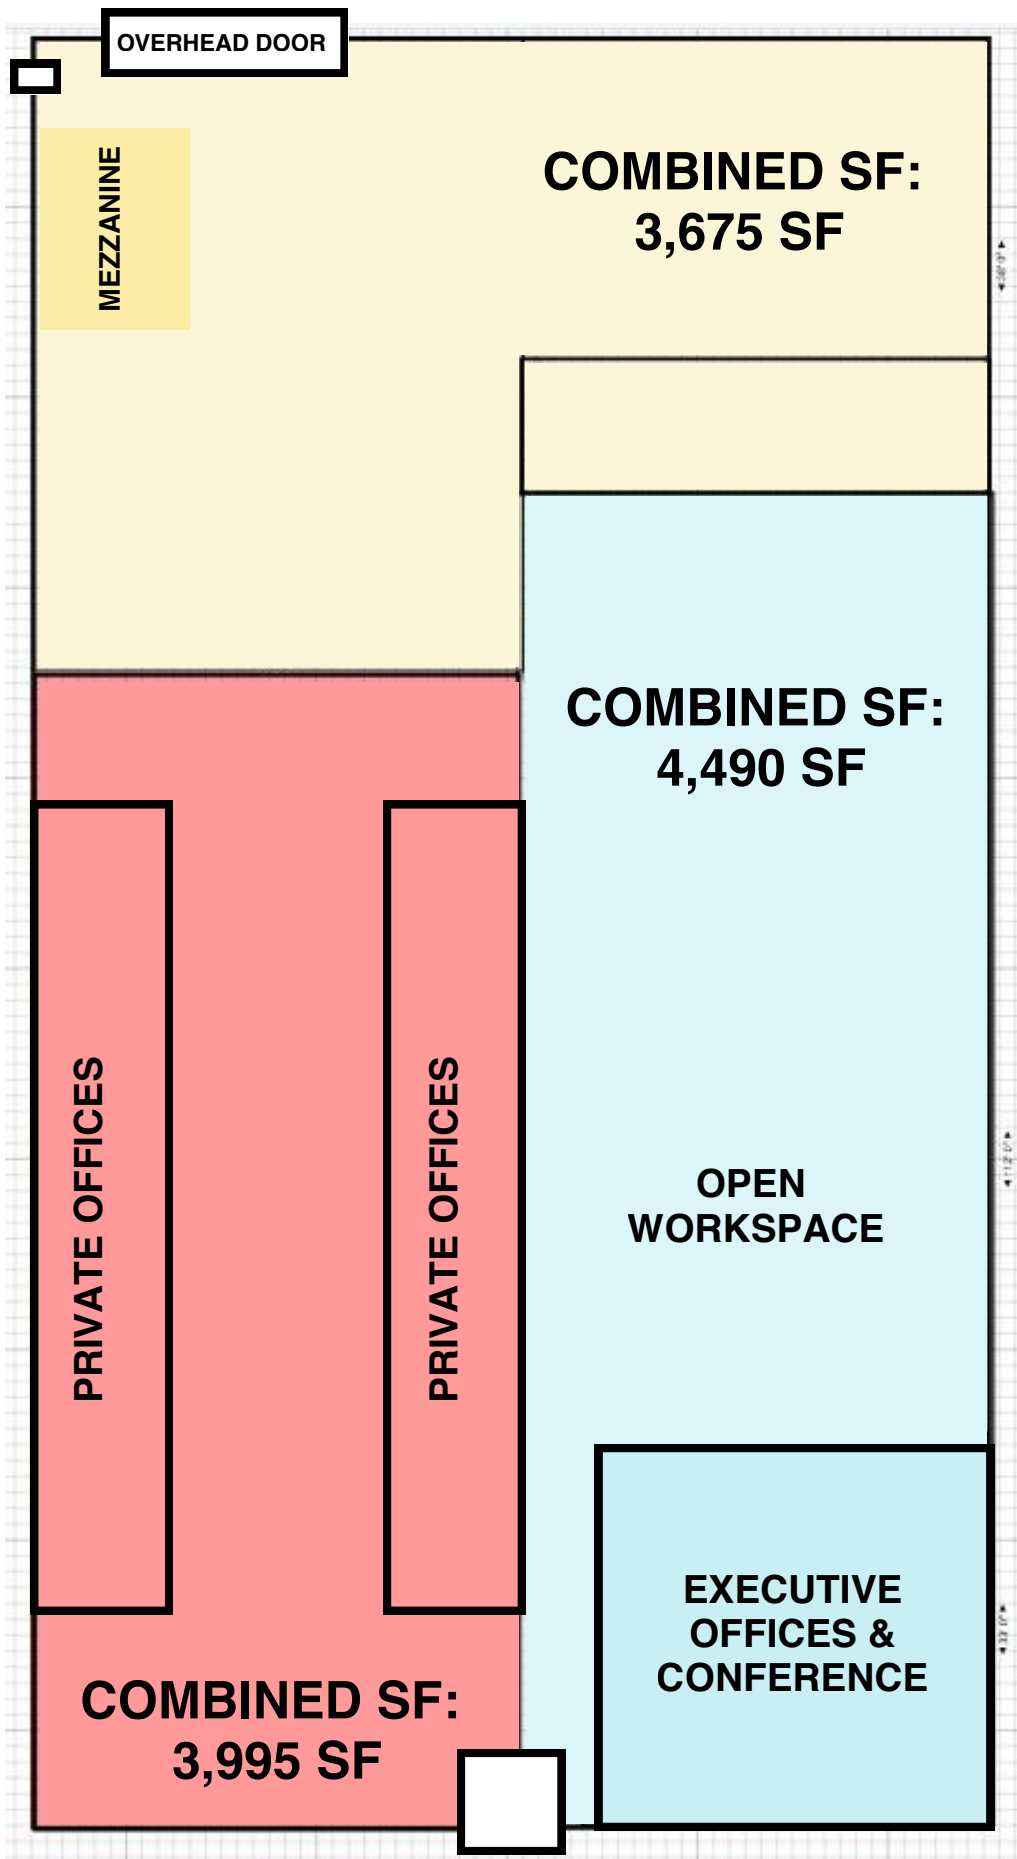 OVERHEAD DOOR
MEZZANINE
COMBINED SF:
3,675 SF
COMBINED SF:
4,490 SF
PRIVATE OFFICES
PRIVATE OFFICES
OPEN
WORKSPACE
EXECUTIVE
OFFICES &
CONFERENCE
COMBINED SF:
3,995 SF